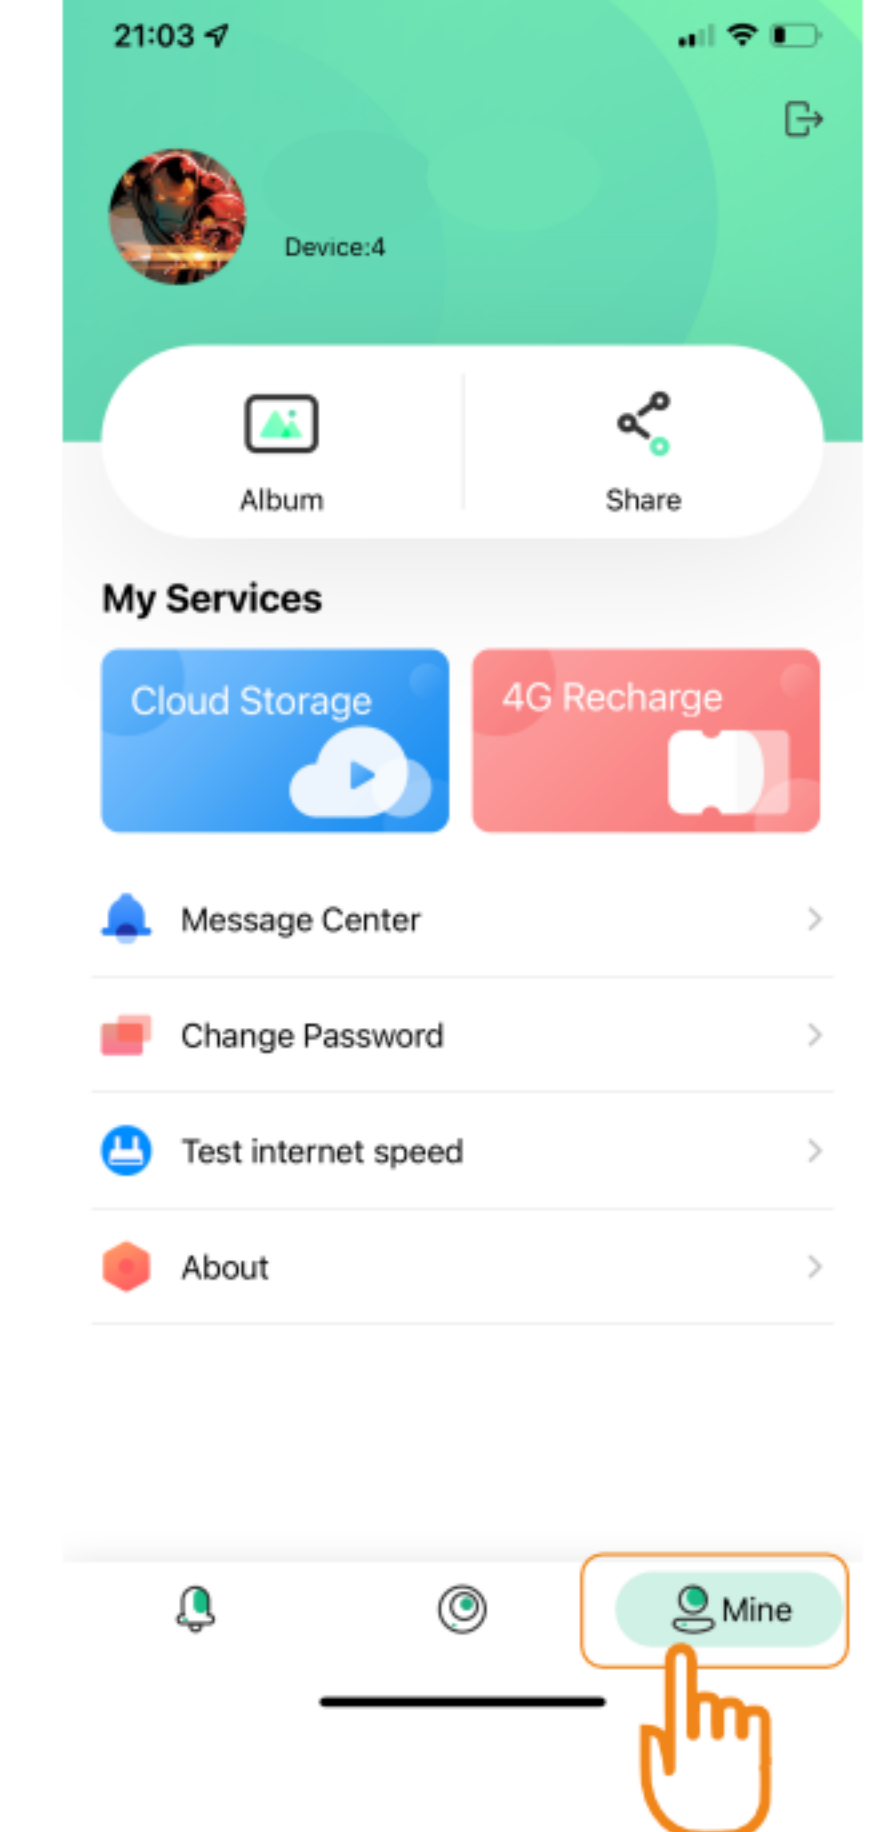 21:03
Device:4
Album
Share
My Services
Cloud Storage
4G Recharge
Message Center
Change Password
Test internet speed
About
Mine